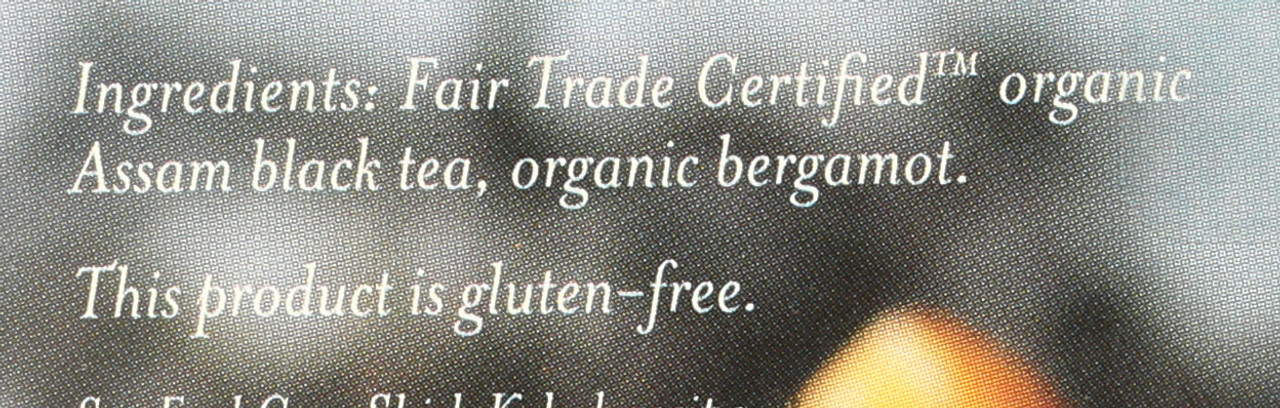 Ingredients: Fair Trade Certified™ organic
Assam black tea, organic bergamot.
This product is gluten-free.